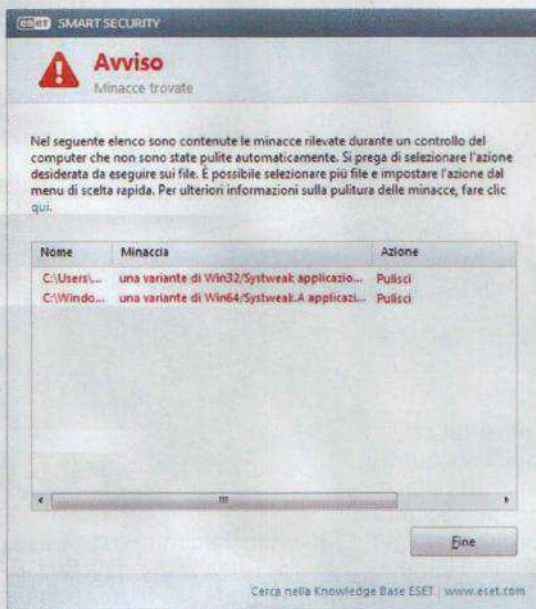 eset SMART SECURITY
Avviso
Minacce trovate
Nel seguente elenco sono contenute le minacce rilevate durante un controllo del
computer che non sono state pulite automaticamente. Si prega di selezionare l'azione
desiderata da eseguire sui file. È possibile selezionare più file e impostare l'azione dal
menu di scelta rapida. Per ulteriori informazioni sulla pulitura delle minacce, fare clic
qui.
Nome Minaccia Azione
C:\Users\... una variante di Win32/Systweak applicazio... Pulisci
C:\Windo... una variante di Win64/Systweak.A applicazi... Pulisci
Fine
Cerca nella Knowledge Base ESET | www.eset.com